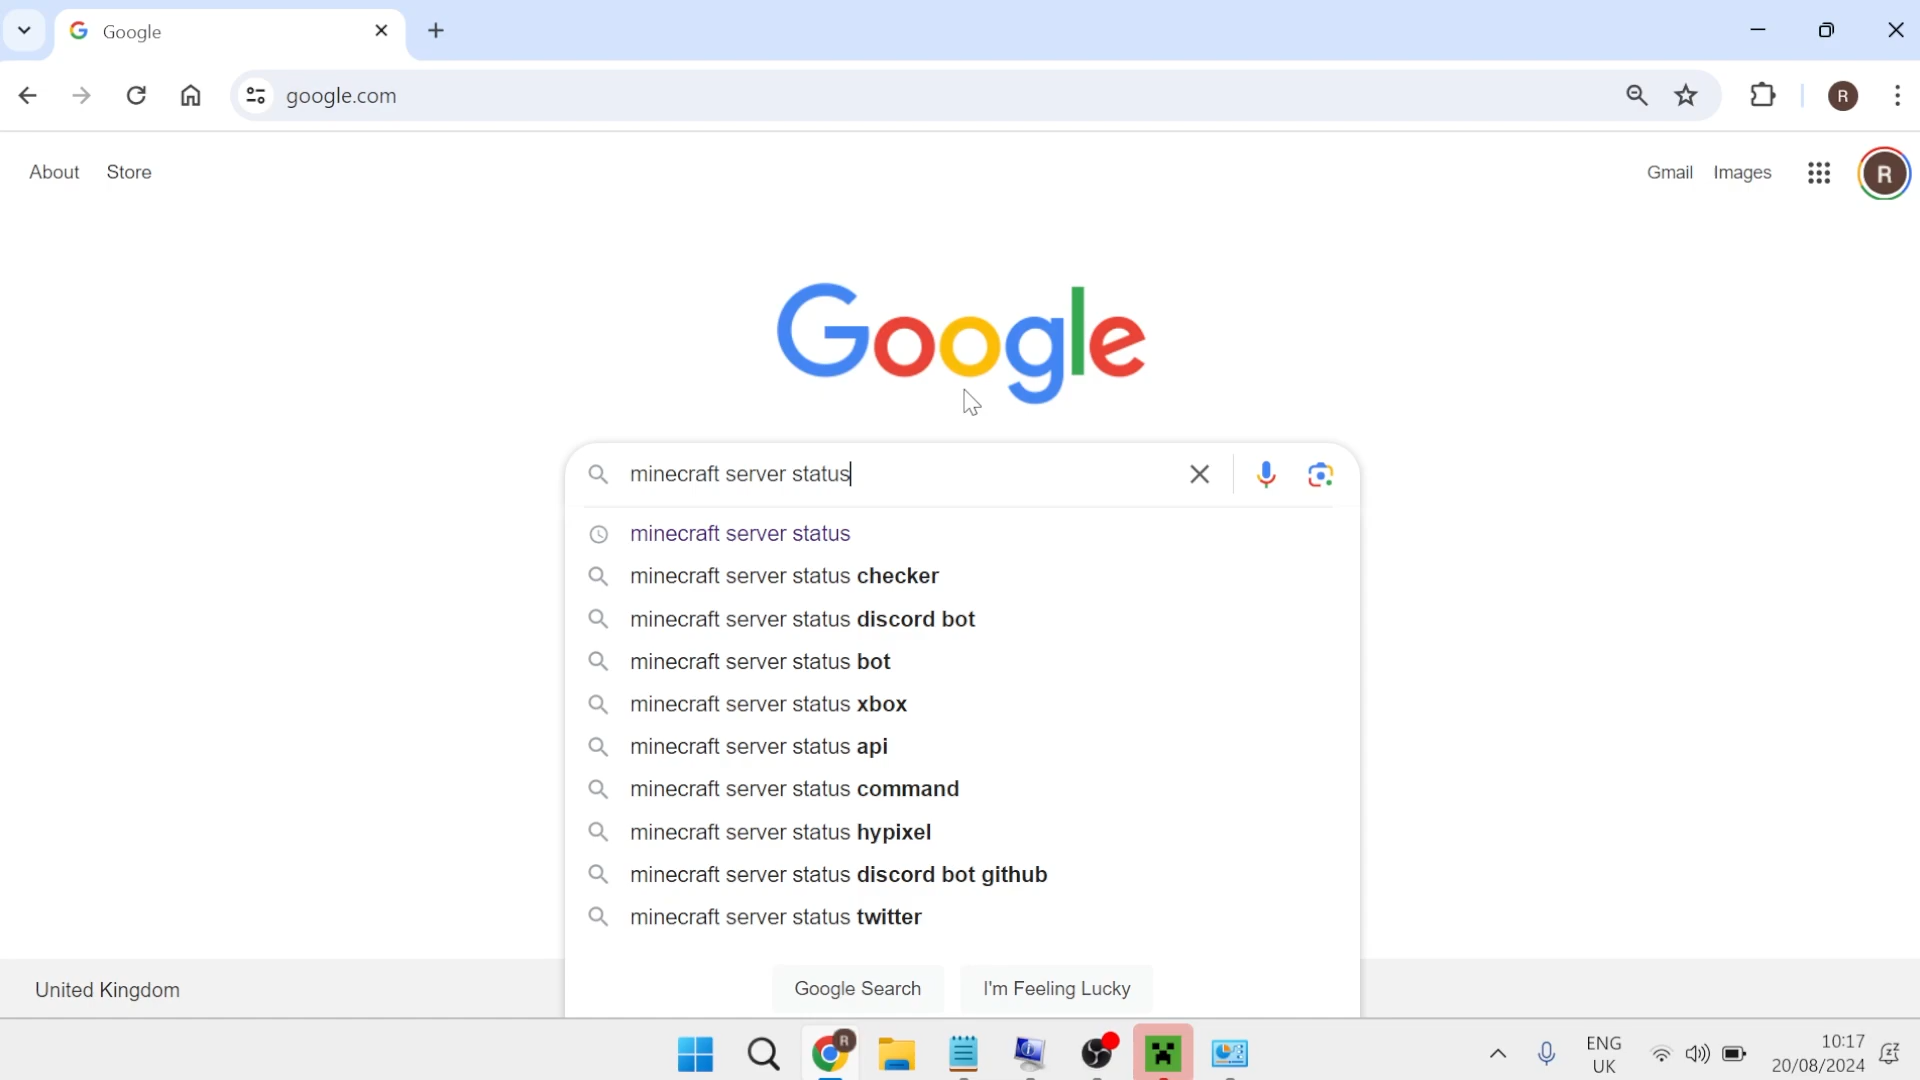 Google
google.com
R
About Store
Gmail Images
R
Google
minecraft server status
minecraft server status
minecraft server status checker
minecraft server status discord bot
minecraft server status bot
minecraft server status xbox
minecraft server status api
minecraft server status command
minecraft server status hypixel
minecraft server status discord bot github
minecraft server status twitter
Google Search I'm Feeling Lucky
United Kingdom
R
ENG
UK
10:17
20/08/2024